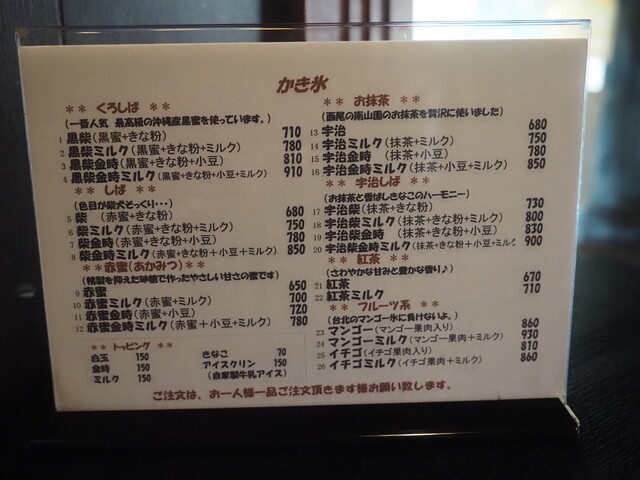 かき氷
** くろしば **
(一番人気 最高級の沖縄産黒蜜を使っています。)
1 黒柴(黒蜜+きな粉) 710
2 黒柴ミルク(黒蜜+きな粉+ミルク) 780
3 黒柴金時(黒蜜+きな粉+小豆) 810
4 黒柴金時ミルク(黒蜜+きな粉+小豆+ミルク) 910
** しば **
(色目が柴犬そっくり・・・)
5 柴 (赤蜜+きな粉) 680
6 柴ミルク(赤蜜+きな粉+ミルク) 750
7 柴金時(赤蜜+きな粉+小豆) 780
8 柴金時ミルク(赤蜜+きな粉+小豆+ミルク) 850
**赤蜜(あかみつ) **
(精製を抑えた砂糖で作ったやさしい甘さの蜜です)
9 赤蜜 650
10 赤蜜ミルク(赤蜜+ミルク) 700
11 赤蜜金時(赤蜜+小豆) 720
12 赤蜜金時ミルク(赤蜜+小豆+ミルク) 780
** トッピング **
白玉 150 きなこ 70
金時 150 アイスクリン 150
ミルク 150 (自家製牛乳アイス)
** お抹茶 **
(西尾の南山園のお抹茶を贅沢に使いました)
13 宇治 680
14 宇治ミルク(抹茶+ミルク) 750
15 宇治金時 (抹茶+小豆) 780
16 宇治金時ミルク(抹茶+小豆+ミルク) 850
** 宇治しば **
(お抹茶と香ばしきなこのハーモニー)
17 宇治柴(抹茶+きな粉) 730
18 宇治柴ミルク(抹茶+きな粉+ミルク) 800
19 宇治柴金時 (抹茶+きな粉+小豆) 830
20 宇治柴金時ミルク(抹茶+きな粉+小豆+ミルク 900
** 紅茶 **
(さわやかな甘みと豊かな香り♪)
21 紅茶 670
22 紅茶ミルク 710
** フルーツ系 **
(台北のマンゴー氷に負けないよ。)
23 マンゴー(マンゴー果肉入り) 860
24 マンゴーミルク(マンゴー果肉+ミルク) 930
25 イチゴ(イチゴ果肉入り) 810
26 イチゴミルク(イチゴ果肉+ミルク) 860
ご注文は、お一人様一品ご注文頂きます様お願い致します。